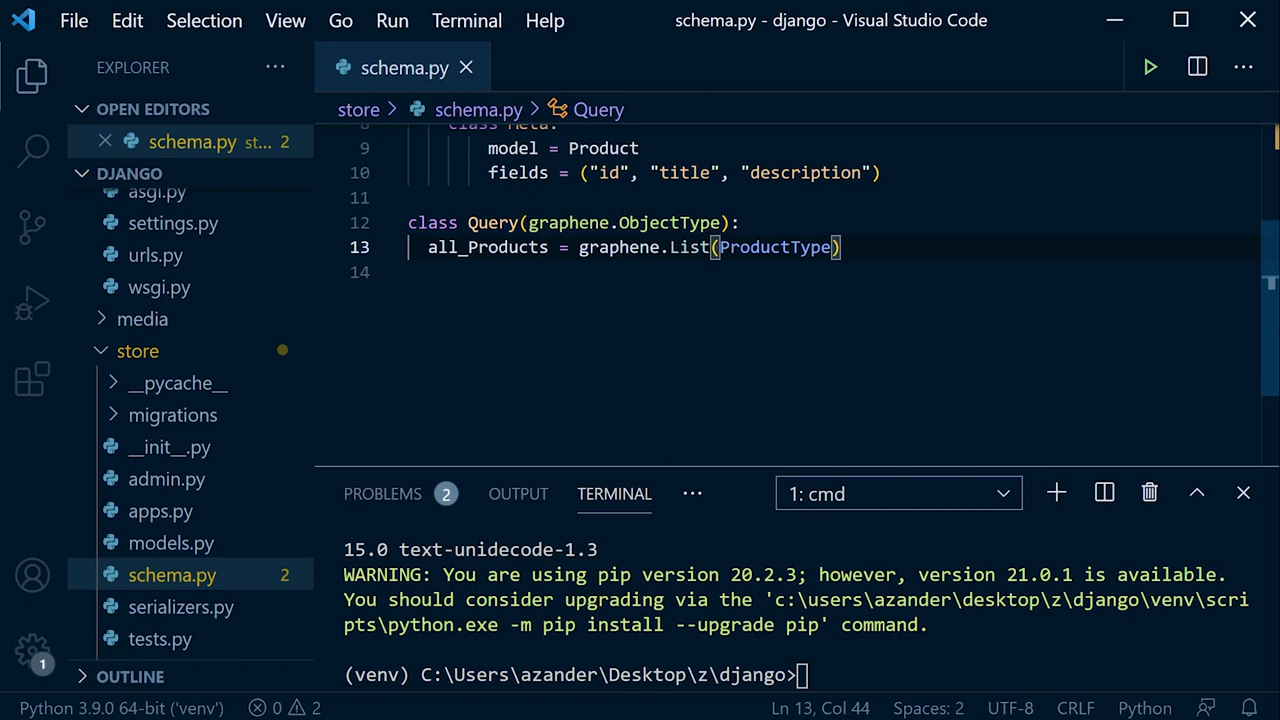 File Edit Selection View Go Run Terminal Help schema.py - django - Visual Studio Code
EXPLORER
OPEN EDITORS
schema.py st... 2
DJANGO
asgi.py
settings.py
urls.py
wsgi.py
media
store
__pycache__
migrations
__init__.py
admin.py
apps.py
models.py
schema.py 2
serializers.py
tests.py
OUTLINE
schema.py
store > schema.py > Query
8 class Meta:
9 model = Product
10 fields = ("id", "title", "description")
11
12 class Query(graphene.ObjectType):
13 all_Products = graphene.List(ProductType)
14
PROBLEMS 2 OUTPUT TERMINAL ... 1: cmd
15.0 text-unidecode-1.3
WARNING: You are using pip version 20.2.3; however, version 21.0.1 is available.
You should consider upgrading via the 'c:\users\azander\desktop\z\django\venv\scri
pts\python.exe -m pip install --upgrade pip' command.
(venv) C:\Users\azander\Desktop\z\django>
1
Python 3.9.0 64-bit ('venv') 0 2 Ln 13, Col 44 Spaces: 2 UTF-8 CRLF Python